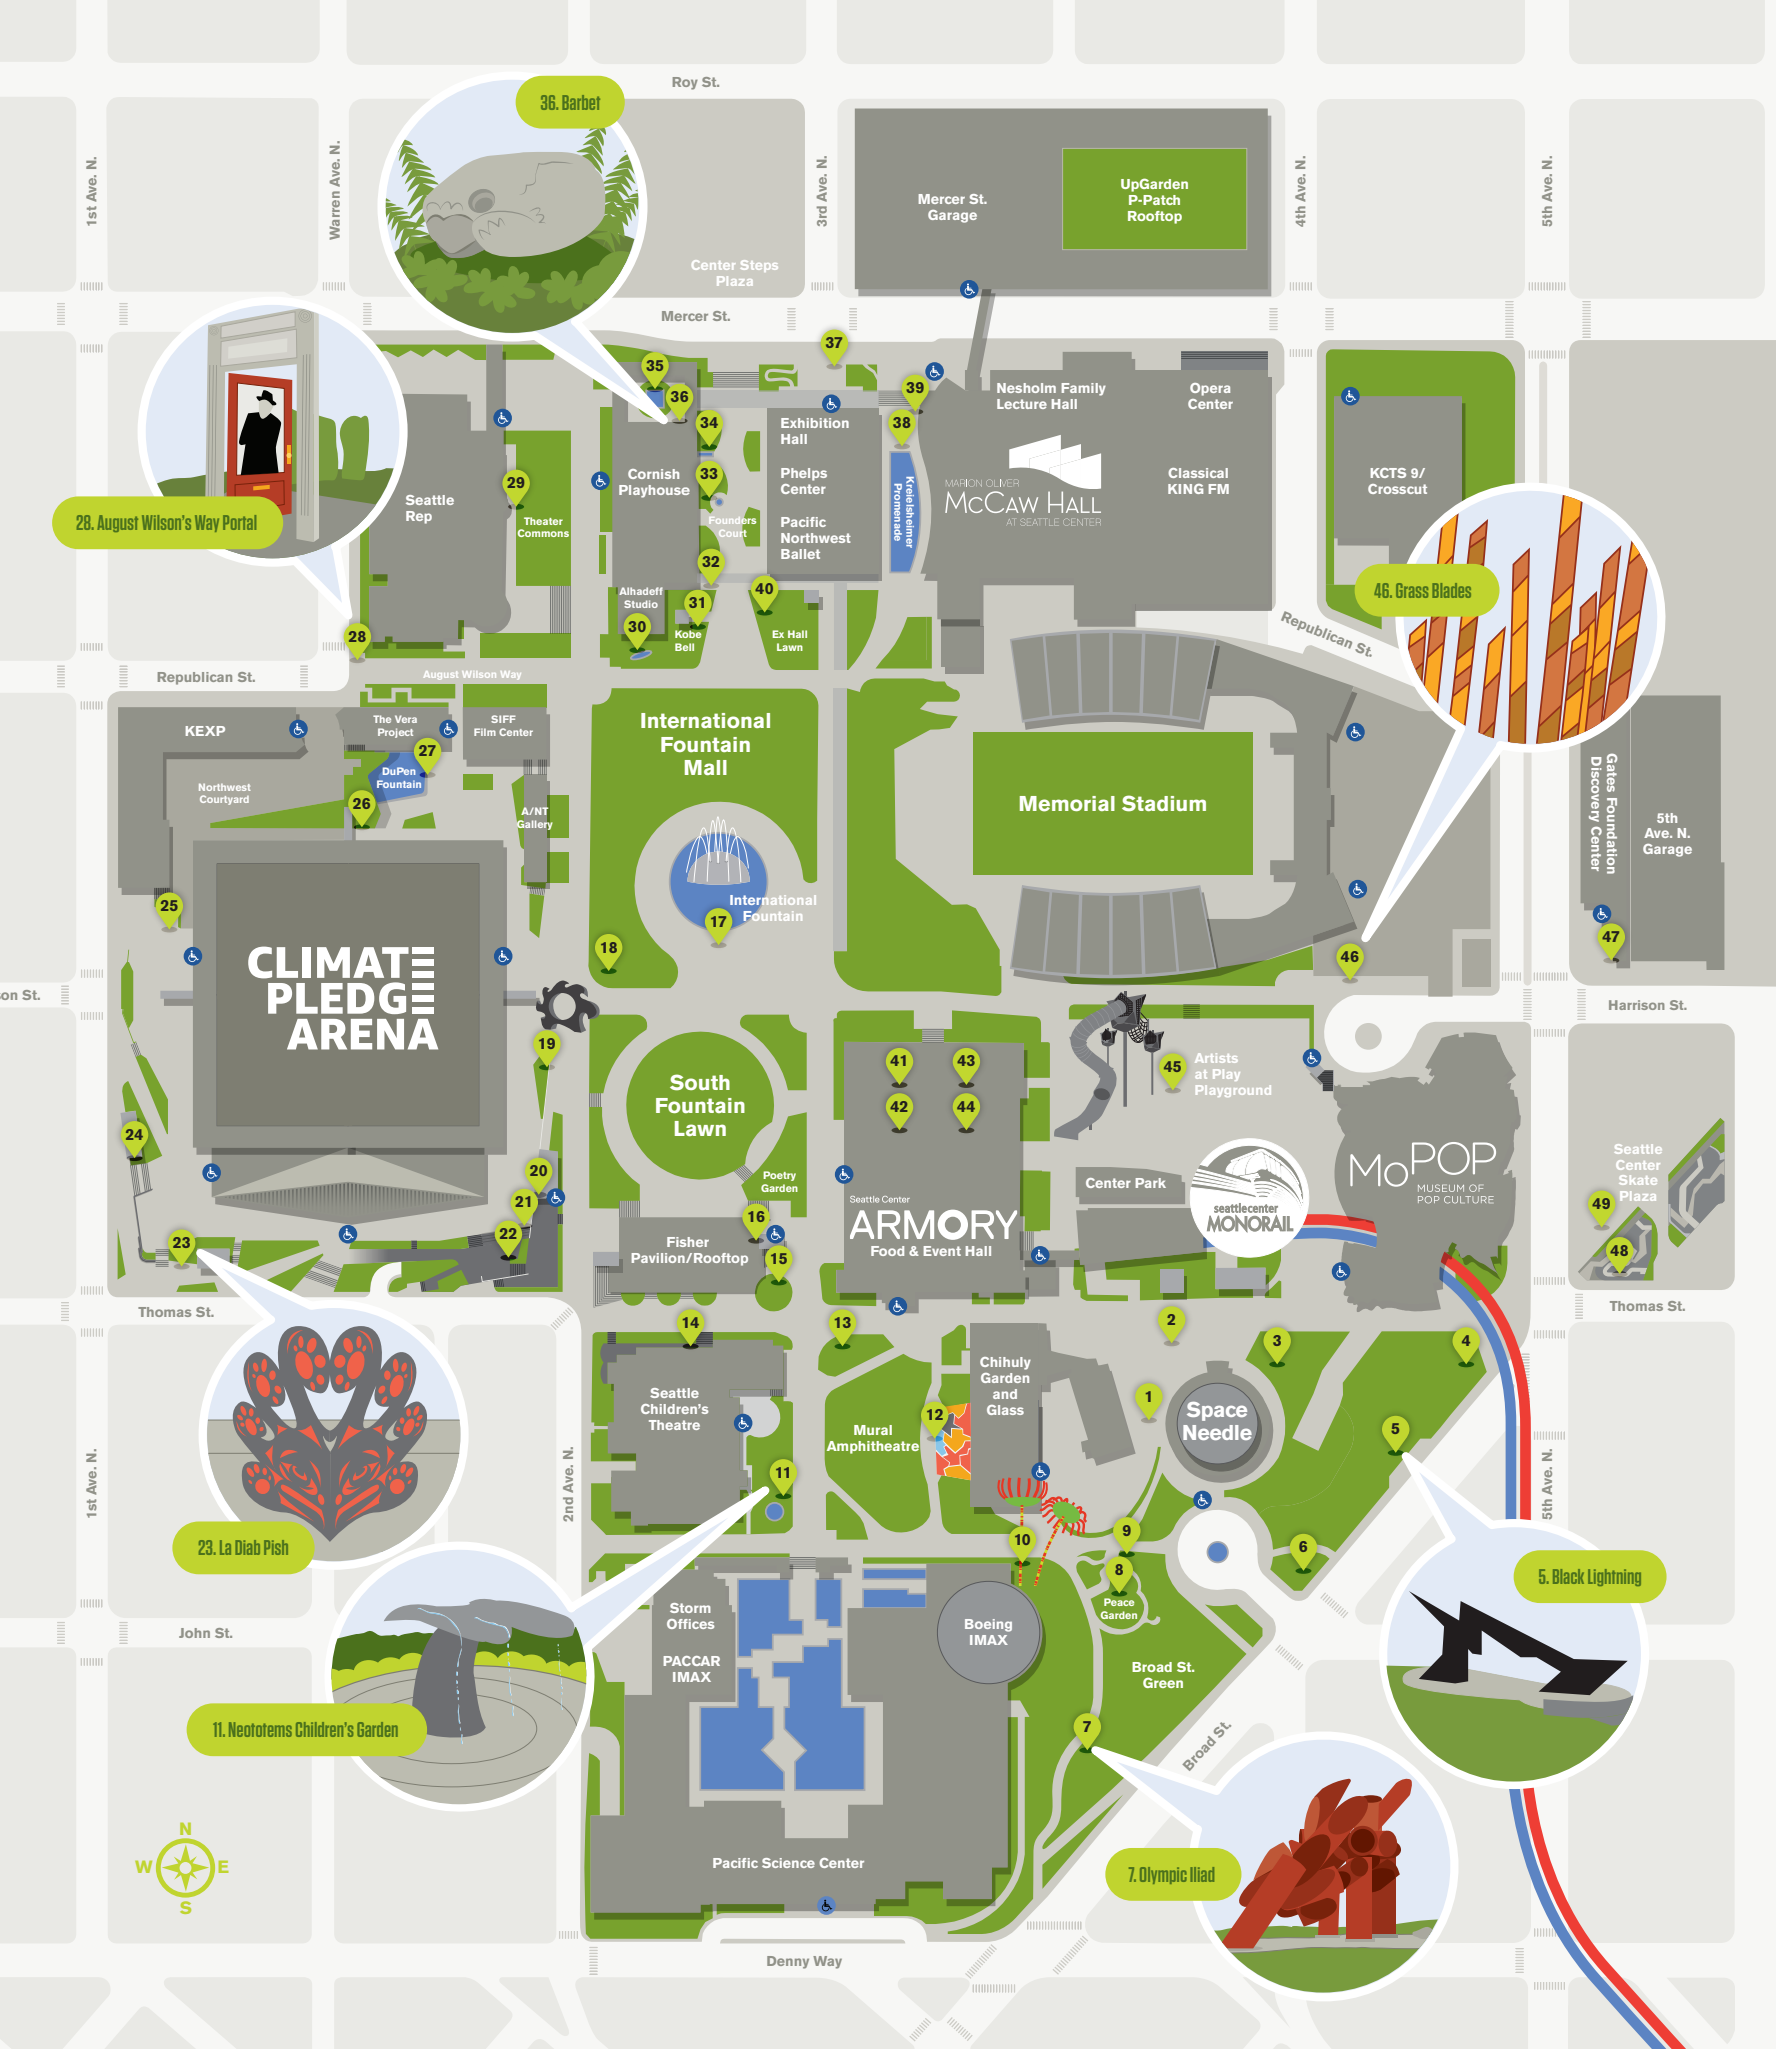 36. Barbet
Roy St.
1st Ave. N.
Warren Ave. N.
3rd Ave. N.
4th Ave. N.
5th Ave. N.
Mercer St.
Garage
UpGarden
P-Patch
Rooftop
Center Steps
Plaza
Mercer St.
37
35
36
39
38
34
33
32
31
30
40
29
28
28. August Wilson's Way Portal
Seattle
Rep
Theater
Commons
Cornish
Playhouse
Founders
Court
Alhadeff
Studio
Kobe
Bell
Ex Hall
Lawn
Exhibition
Hall
Phelps
Center
Pacific
Northwest
Ballet
Kreielsheimer
Promenade
Nesholm Family
Lecture Hall
Opera
Center
MARION OLIVER
McCAW HALL
AT SEATTLE CENTER
Classical
KING FM
KCTS 9/
Crosscut
46. Grass Blades
Republican St.
Republican St.
August Wilson Way
KEXP
The Vera
Project
SIFF
Film Center
27
DuPen
Fountain
26
Northwest
Courtyard
A/NT
Gallery
International
Fountain
Mall
International
Fountain
17
18
Memorial Stadium
Gates Foundation
Discovery Center
5th
Ave. N.
Garage
25
46
47
CLIMATE
PLEDGE
ARENA
son St.
Harrison St.
19
South
Fountain
Lawn
41
43
42
44
45
Artists
at Play
Playground
24
20
21
22
23
Poetry
Garden
16
15
Fisher
Pavilion/Rooftop
Seattle Center
ARMORY
Food & Event Hall
Center Park
seattlecenter
MONORAIL
MoPOP
MUSEUM OF
POP CULTURE
Seattle
Center
Skate
Plaza
49
48
Thomas St.
Thomas St.
14
13
2
3
4
1
5
6
Seattle
Children's
Theatre
Mural
Amphitheatre
12
Chihuly
Garden
and
Glass
Space
Needle
11
10
9
8
Peace
Garden
1st Ave. N.
2nd Ave. N.
5th Ave. N.
23. La Diab Pish
5. Black Lightning
John St.
Storm
Offices
PACCAR
IMAX
Boeing
IMAX
Broad St.
Green
7
Broad St.
11. Neototems Children's Garden
7. Olympic Iliad
Pacific Science Center
N
W
E
S
Denny Way